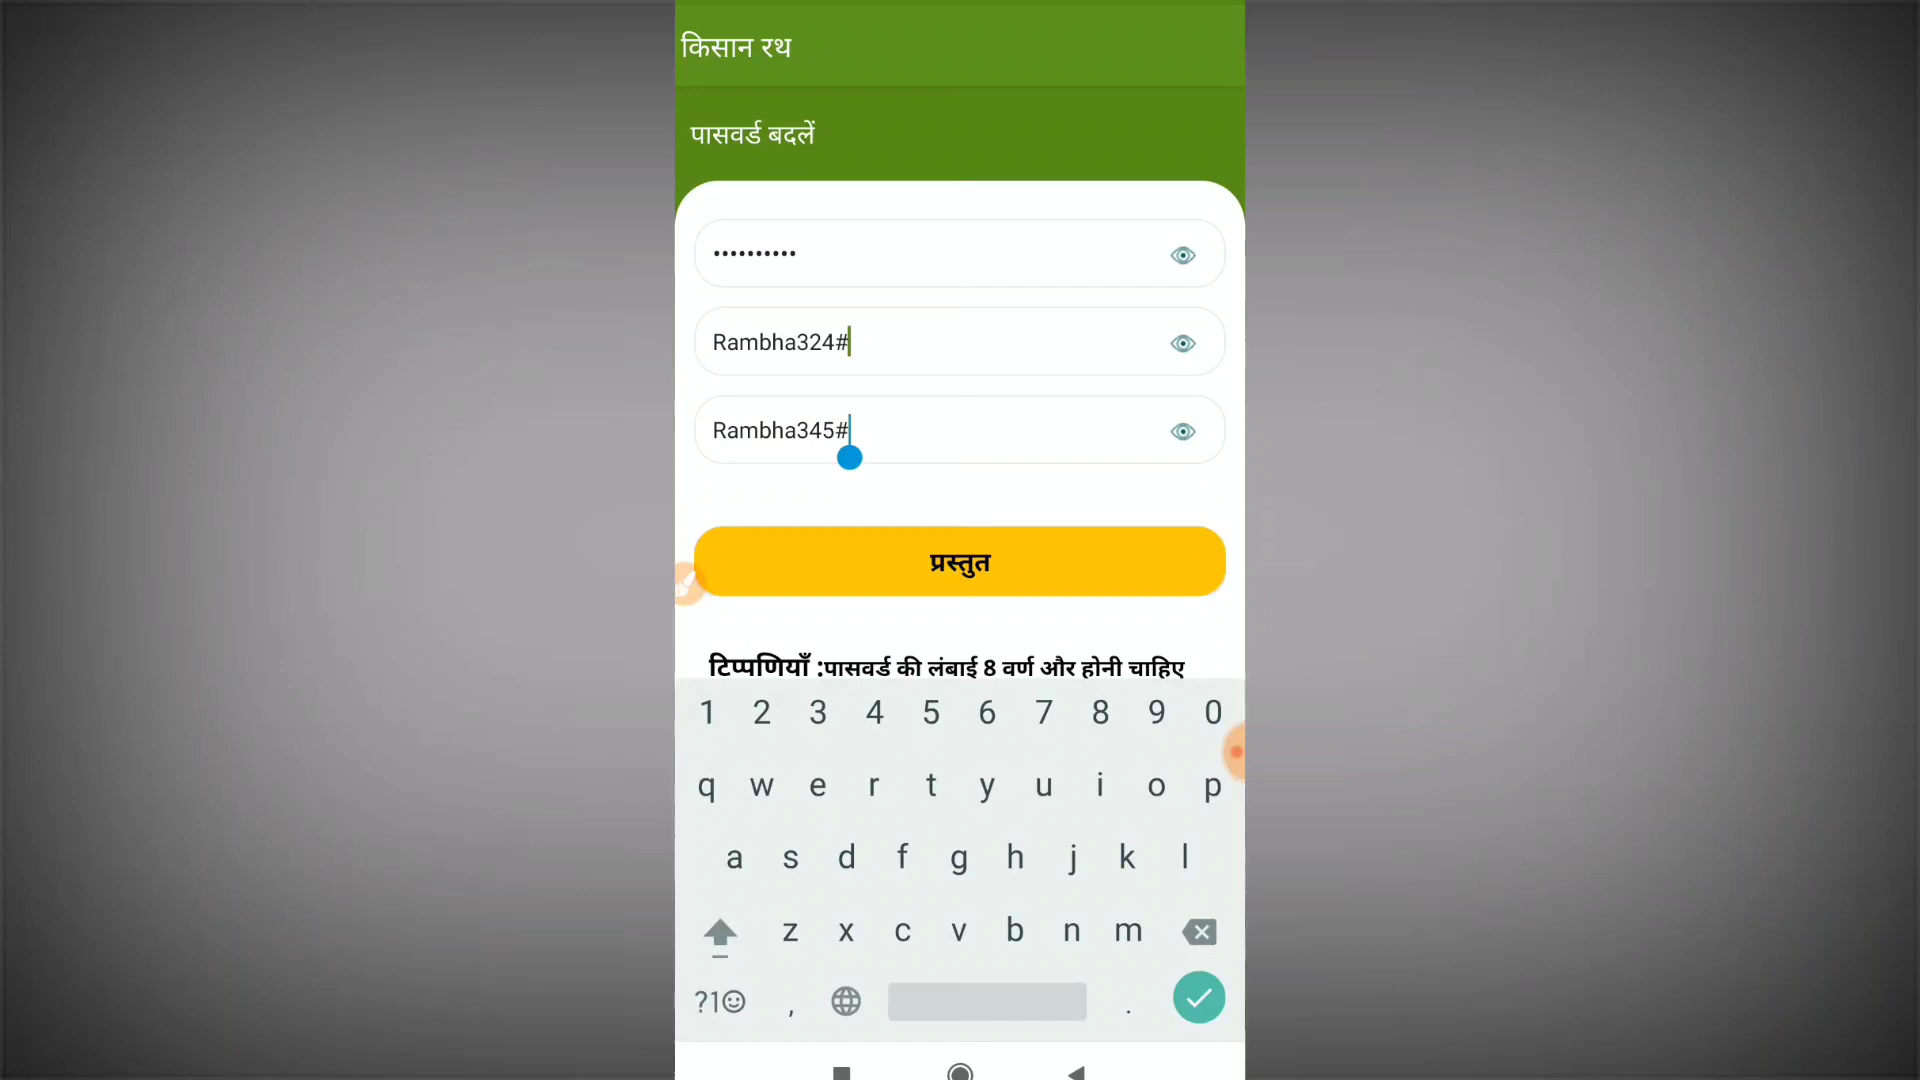 किसान रथ
पासवर्ड बदलें
••••••••••
Rambha324#
Rambha345#
प्रस्तुत
टिप्पणियाँ :पासवर्ड की लंबाई 8 वर्ण और होनी चाहिए
1 2 3 4 5 6 7 8 9 0
q w e r t y u i o p
a s d f g h j k l
z x c v b n m
?1☺ , .